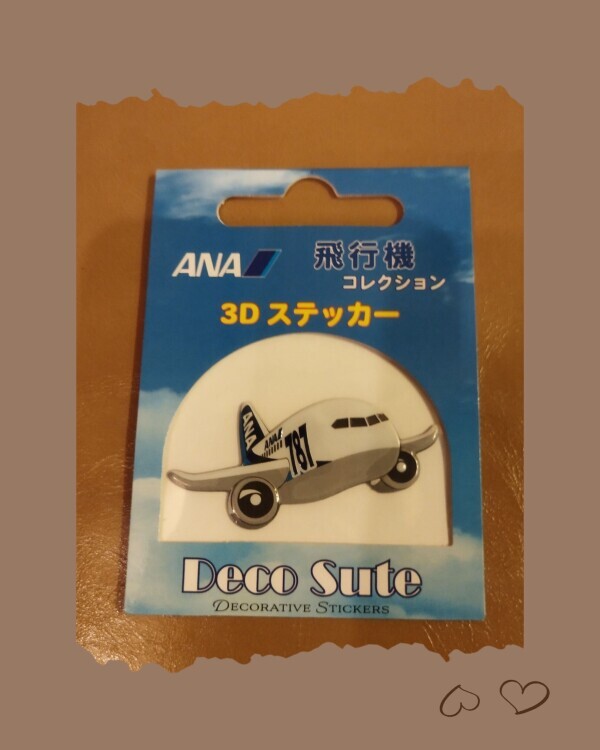 ANA
飛行機
コレクション
3D ステッカー
ANA
ANA
787
Deco Sute
DECORATIVE STICKERS